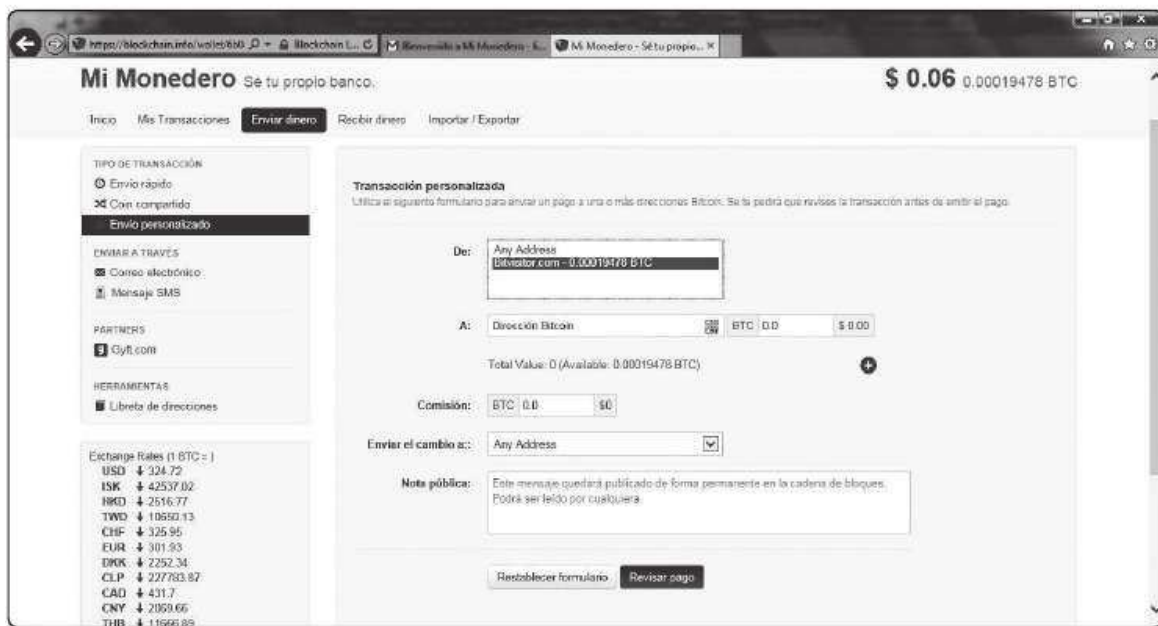 https://blockchain.info/wallet/6b0
Blockchain L...
Bienvenido a Mi Monedero - ...
Mi Monedero - Sé tu propio...
Mi Monedero Sé tu propio banco.
$ 0.06 0.00019478 BTC
Inicio Mis Transacciones Enviar dinero Recibir dinero Importar / Exportar
TIPO DE TRANSACCIÓN
Envío rápido
Coin compartido
Envío personalizado
ENVIAR A TRAVÉS
Correo electrónico
Mensaje SMS
PARTNERS
Gyft.com
HERRAMIENTAS
Libreta de direcciones
Exchange Rates (1 BTC = )
USD 324.72
ISK 42537.02
HKD 2516.77
TWD 10650.13
CHF 325.95
EUR 301.93
DKK 2252.34
CLP 227783.87
CAD 431.7
CNY 2069.66
THB 11666.89
Transacción personalizada
Utiliza el siguiente formulario para enviar un pago a una o más direcciones Bitcoin. Se te pedirá que revises la transacción antes de emitir el pago.
De: Any Address
Bitvisitor.com - 0.00019478 BTC
A: Dirección Bitcoin BTC 0.0 $ 0.00
Total Value: 0 (Available: 0.00019478 BTC)
Comisión: BTC 0.0 $0
Enviar el cambio a:: Any Address
Nota pública: Este mensaje quedará publicado de forma permanente en la cadena de bloques.
Podrá ser leído por cualquiera.
Restablecer formulario Revisar pago